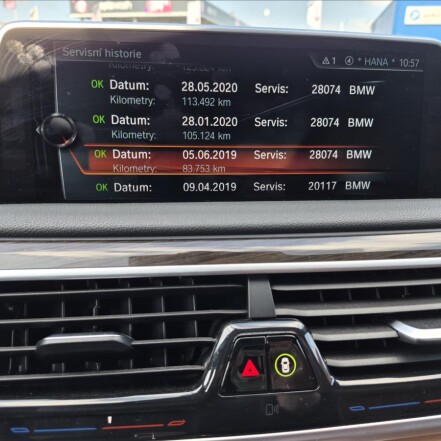 Servisní historie
⚠1 * HANA * 10:57
Kilometry:
OK Datum: 28.05.2020 Servis: 28074 BMW
Kilometry: 113.492 km
OK Datum: 28.01.2020 Servis: 28074 BMW
Kilometry: 105.124 km
OK Datum: 05.06.2019 Servis: 28074 BMW
Kilometry: 83.753 km
OK Datum: 09.04.2019 Servis: 20117 BMW